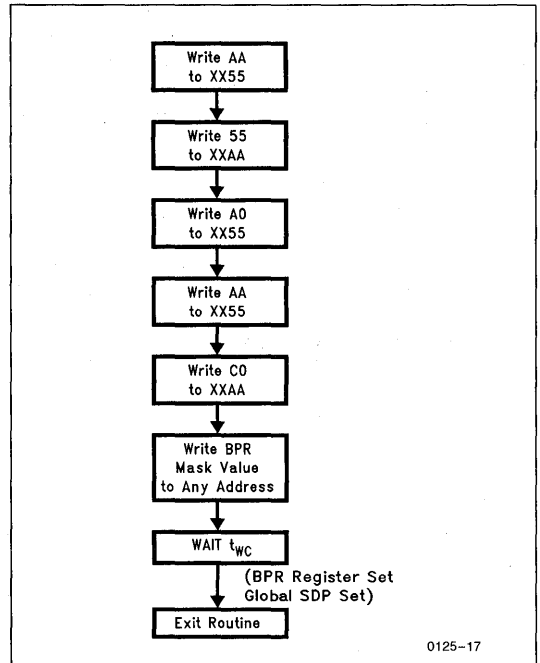 Write AA
to XX55
Write 55
to XXAA
Write A0
to XX55
Write AA
to XX55
Write C0
to XXAA
Write BPR
Mask Value
to Any Address
WAIT tWC
(BPR Register Set
Global SDP Set)
Exit Routine
0125-17